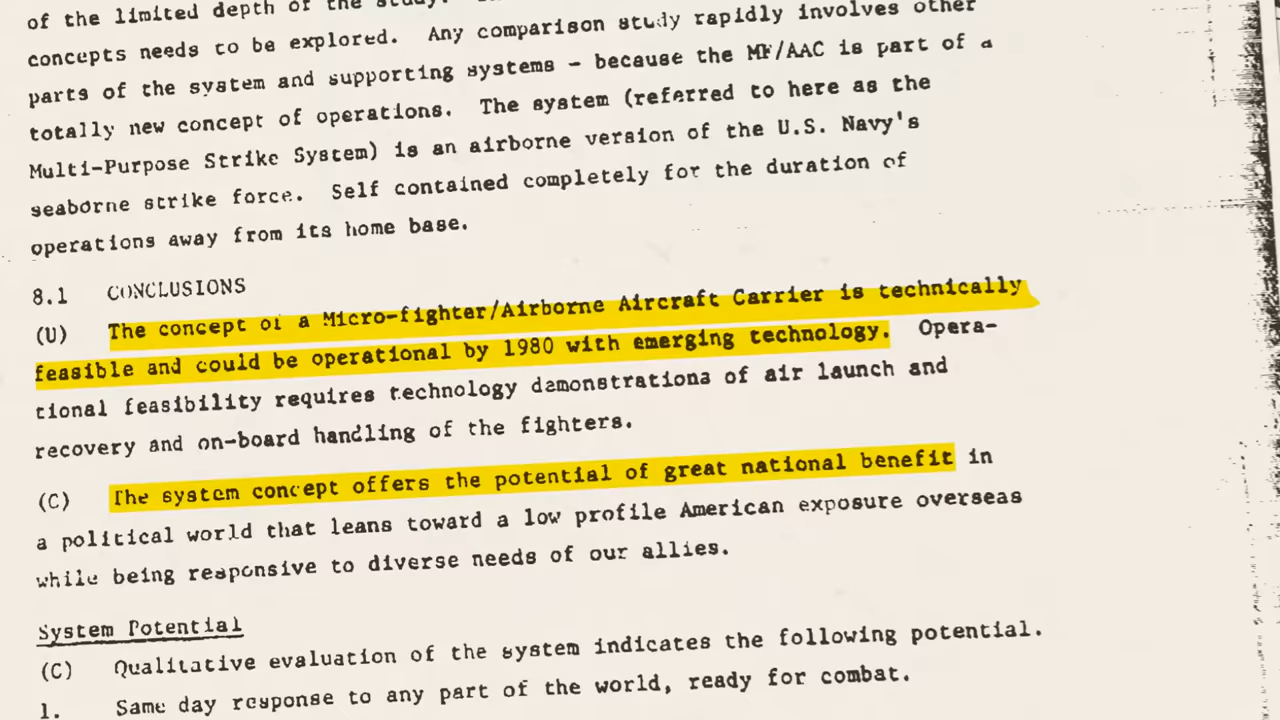 of the limited depth of the study.
concepts needs to be explored. Any comparison study rapidly involves other
parts of the system and supporting systems - because the MF/AAC is part of a
totally new concept of operations. The system (referred to here as the
Multi-Purpose Strike System) is an airborne version of the U.S. Navy's
seaborne strike force. Self contained completely for the duration of
operations away from its home base.
8.1 CONCLUSIONS
(U) The concept of a Micro-fighter/Airborne Aircraft Carrier is technically
feasible and could be operational by 1980 with emerging technology. Opera-
tional feasibility requires technology demonstrations of air launch and
recovery and on-board handling of the fighters.
(C) The system concept offers the potential of great national benefit in
a political world that leans toward a low profile American exposure overseas
while being responsive to diverse needs of our allies.
System Potential
(C) Qualitative evaluation of the system indicates the following potential.
1. Same day response to any part of the world, ready for combat.